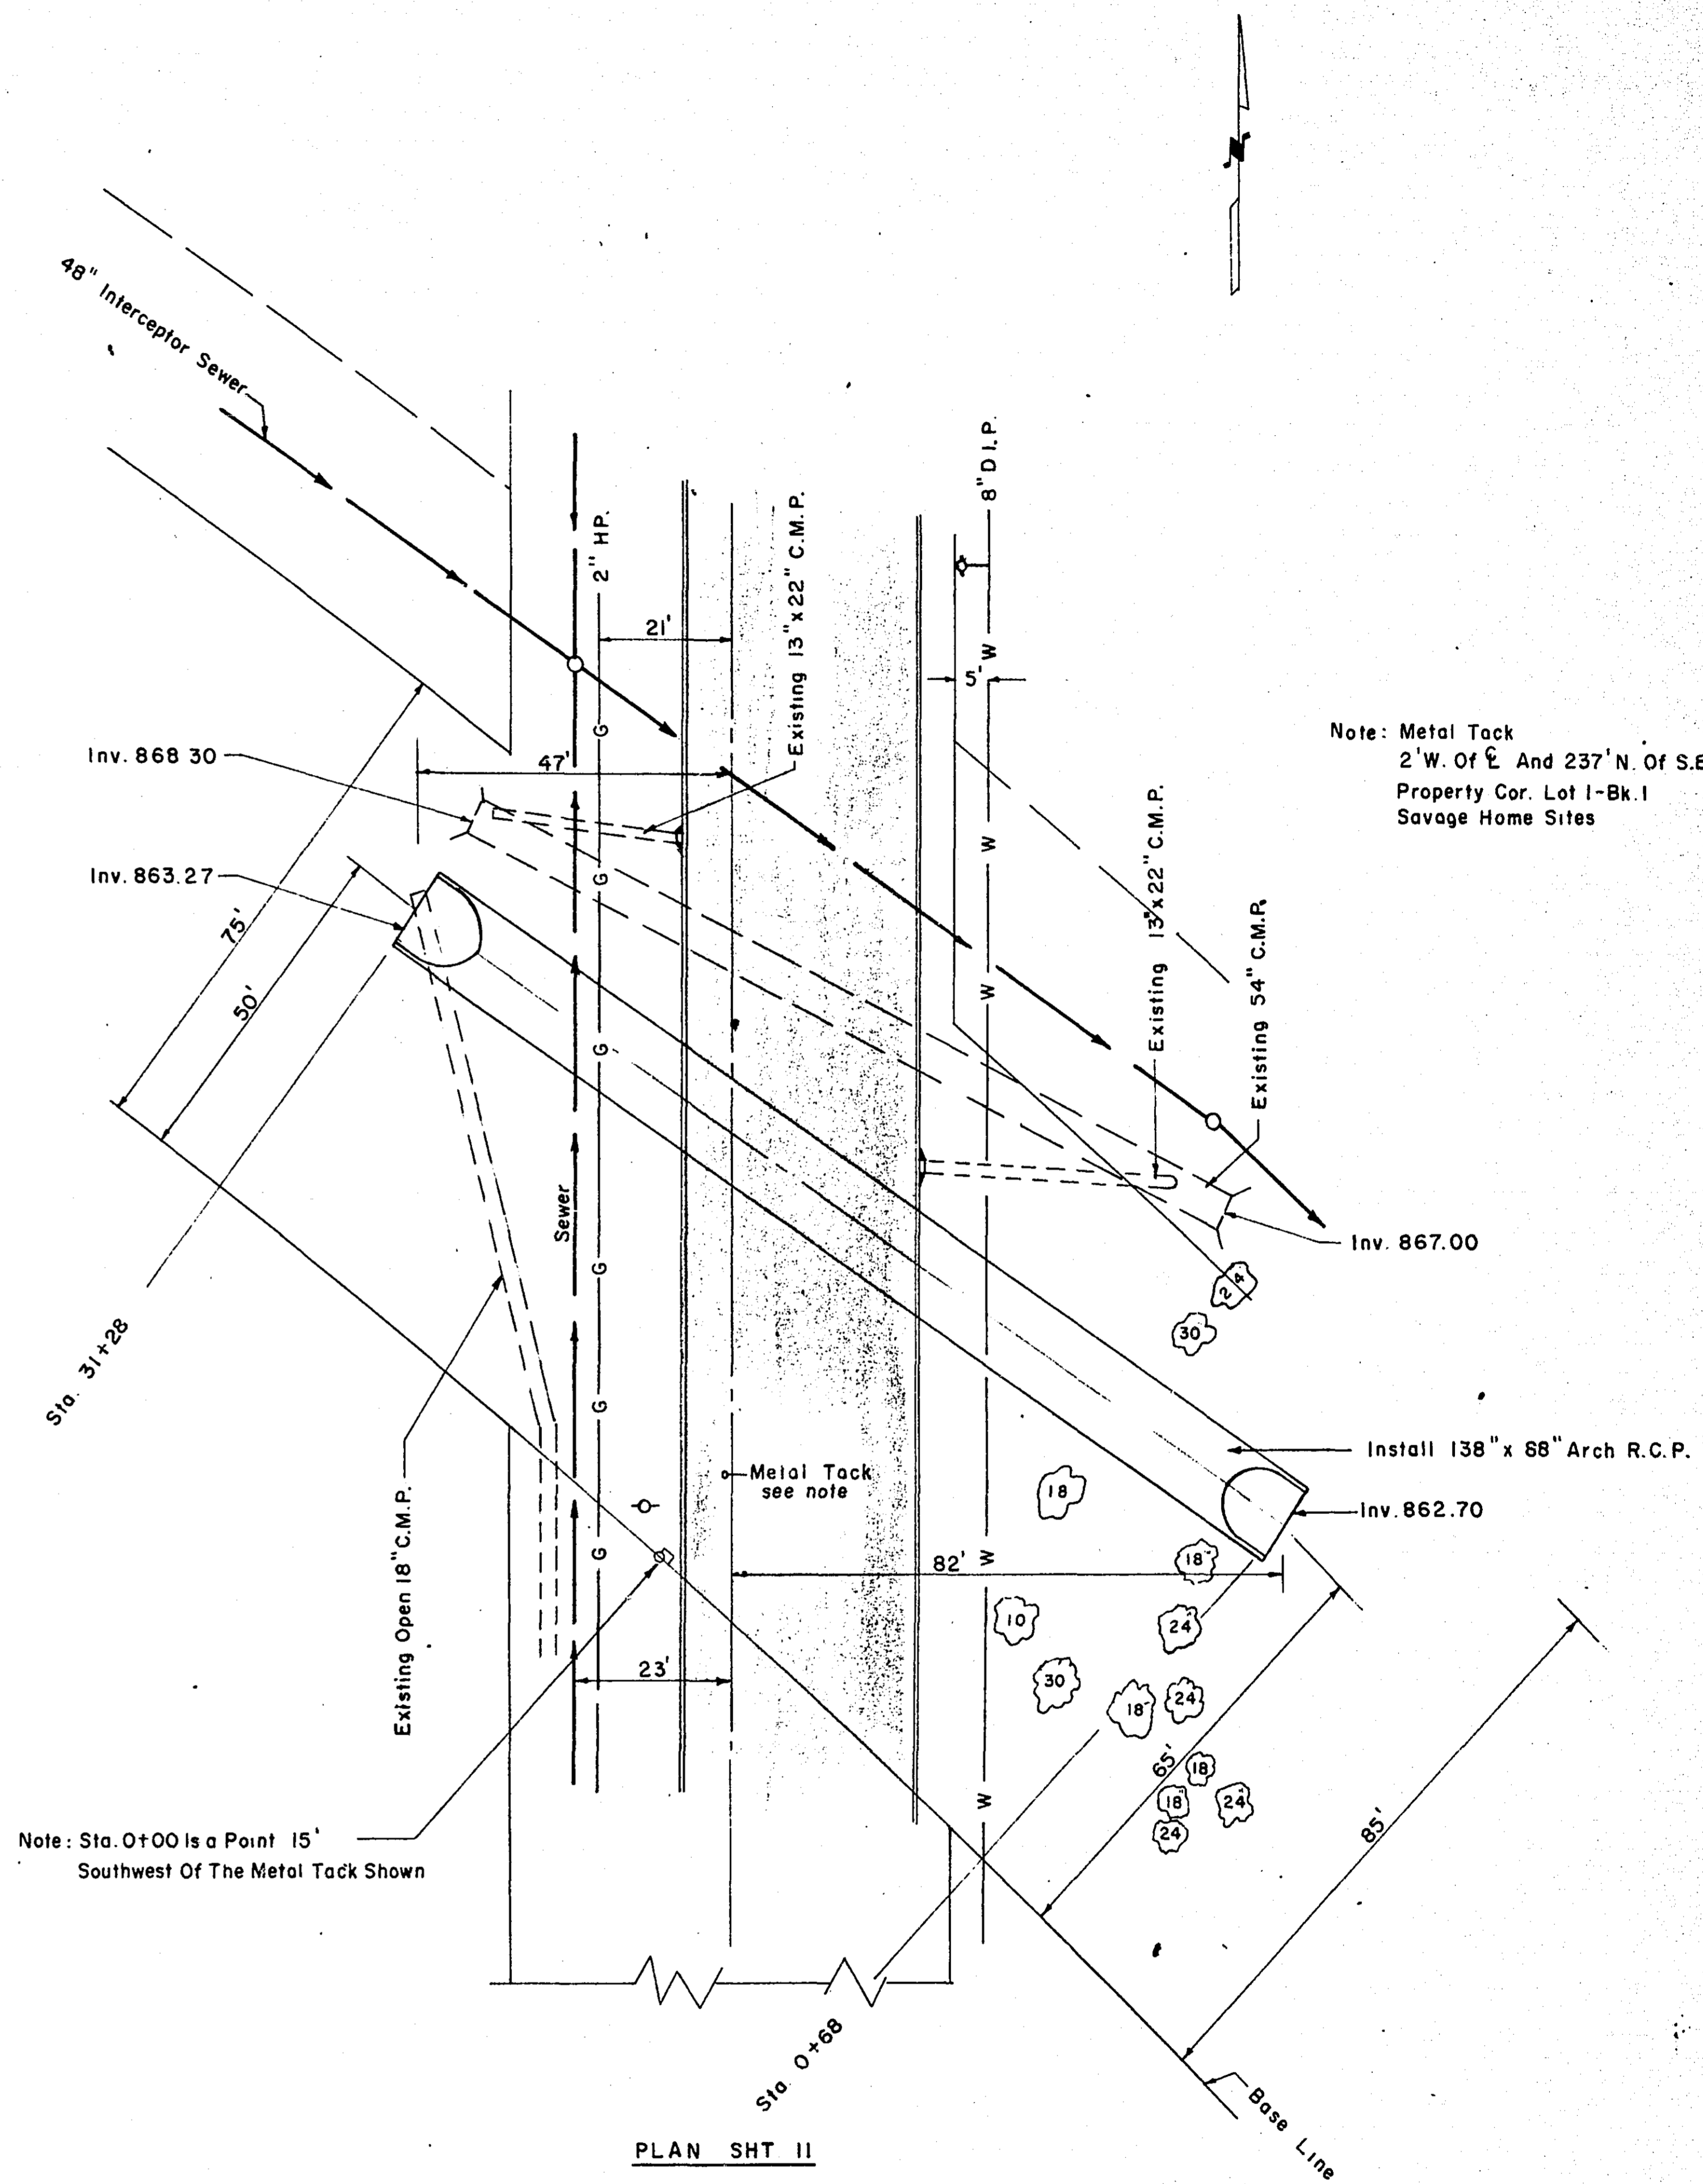 N
48" Interceptor Sewer
8" D.I.P.
2" HP.
Existing 13" x 22" C.M.P.
21'
5'
W
G
Note: Metal Tack
2' W. Of ℄ And 237' N. Of S.E
Property Cor. Lot 1-Bk. 1
Savage Home Sites
Inv. 868 30
47'
Existing 13" x 22" C.M.P.
W
Inv. 863.27
G
Existing 54" C.M.P.
75'
50'
W
G
Sewer
Inv. 867.00
G
24
30
Sta. 31+28
G
Install 138" x 88" Arch R.C.P.
Metal Tack
see note
18"
Inv. 862.70
Existing Open 18" C.M.P.
G
W
18"
82'
10
24"
23'
30
18"
24"
65'
18
W
18"
24"
24
85'
Note: Sta. 0+00 Is a Point 15'
Southwest Of The Metal Tack Shown
Sta. 0+68
Base Line
PLAN SHT 11